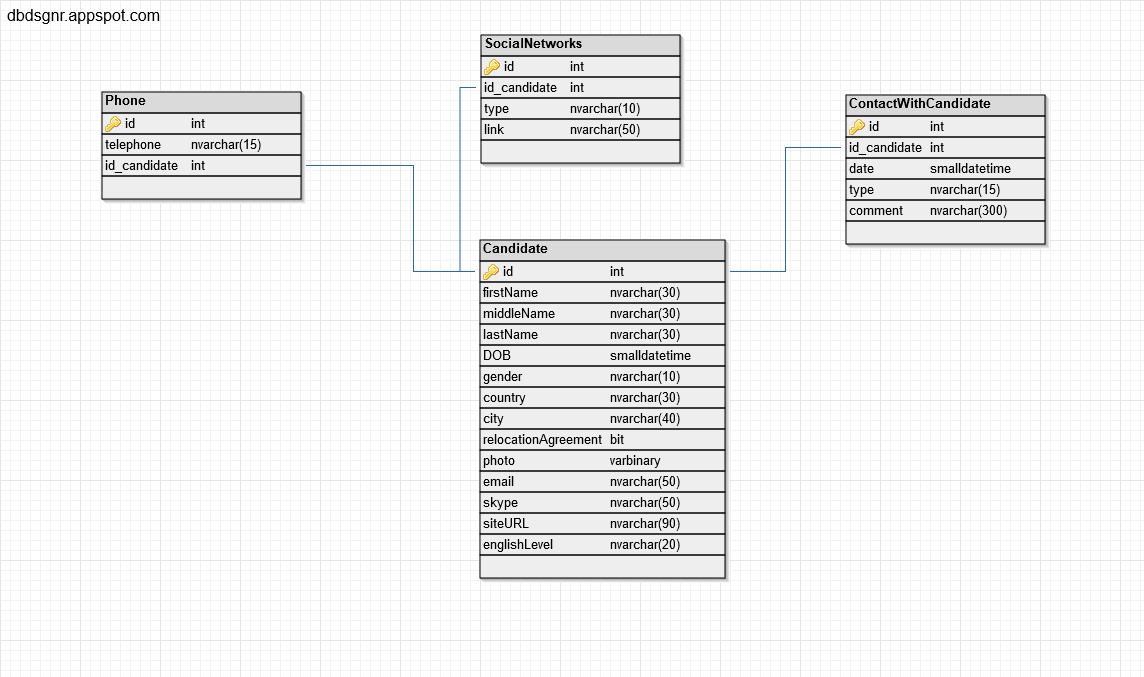 dbdsgnr.appspot.com
SocialNetworks
id int
id_candidate int
type nvarchar(10)
link nvarchar(50)
Phone
id int
telephone nvarchar(15)
id_candidate int
ContactWithCandidate
id int
id_candidate int
date smalldatetime
type nvarchar(15)
comment nvarchar(300)
Candidate
id int
firstName nvarchar(30)
middleName nvarchar(30)
lastName nvarchar(30)
DOB smalldatetime
gender nvarchar(10)
country nvarchar(30)
city nvarchar(40)
relocationAgreement bit
photo varbinary
email nvarchar(50)
skype nvarchar(50)
siteURL nvarchar(90)
englishLevel nvarchar(20)